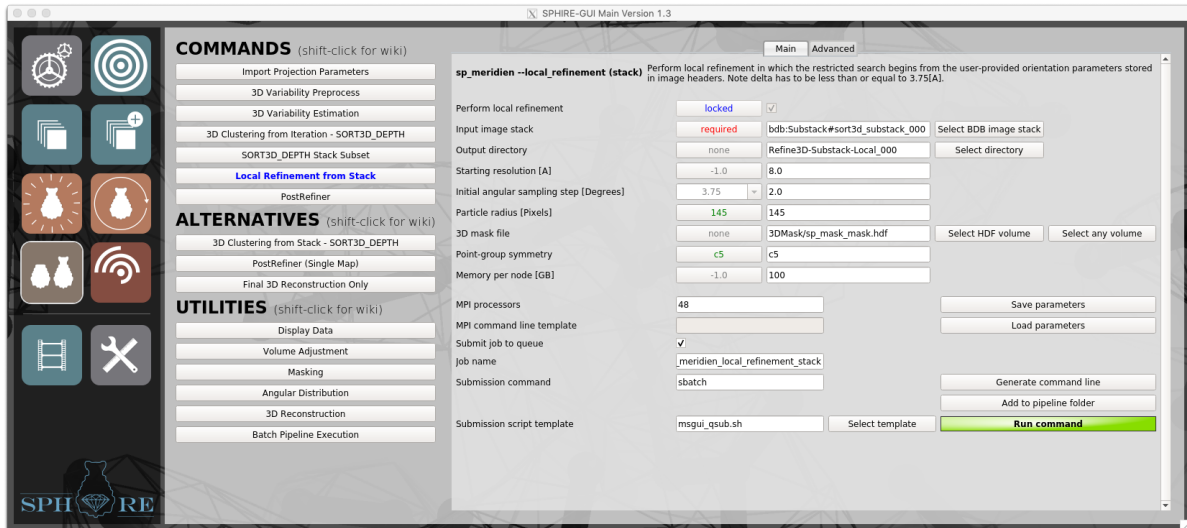 SPHIRE-GUI Main Version 1.3
COMMANDS (shift-click for wiki)
Import Projection Parameters
3D Variability Preprocess
3D Variability Estimation
3D Clustering from Iteration - SORT3D_DEPTH
SORT3D_DEPTH Stack Subset
Local Refinement from Stack
PostRefiner
ALTERNATIVES (shift-click for wiki)
3D Clustering from Stack - SORT3D_DEPTH
PostRefiner (Single Map)
Final 3D Reconstruction Only
UTILITIES (shift-click for wiki)
Display Data
Volume Adjustment
Masking
Angular Distribution
3D Reconstruction
Batch Pipeline Execution
SPHIRE
Main Advanced
sp_meridien --local_refinement (stack) Perform local refinement in which the restricted search begins from the user-provided orientation parameters stored
in image headers. Note delta has to be less than or equal to 3.75[A].
Perform local refinement locked
Input image stack required bdb:Substack#sort3d_substack_000 Select BDB image stack
Output directory none Refine3D-Substack-Local_000 Select directory
Starting resolution [A] -1.0 8.0
Initial angular sampling step [Degrees] 3.75 2.0
Particle radius [Pixels] 145 145
3D mask file none 3DMask/sp_mask_mask.hdf Select HDF volume Select any volume
Point-group symmetry c5 c5
Memory per node [GB] -1.0 100
MPI processors 48 Save parameters
MPI command line template Load parameters
Submit job to queue
Job name _meridien_local_refinement_stack
Submission command sbatch Generate command line
Add to pipeline folder
Submission script template msgui_qsub.sh Select template Run command